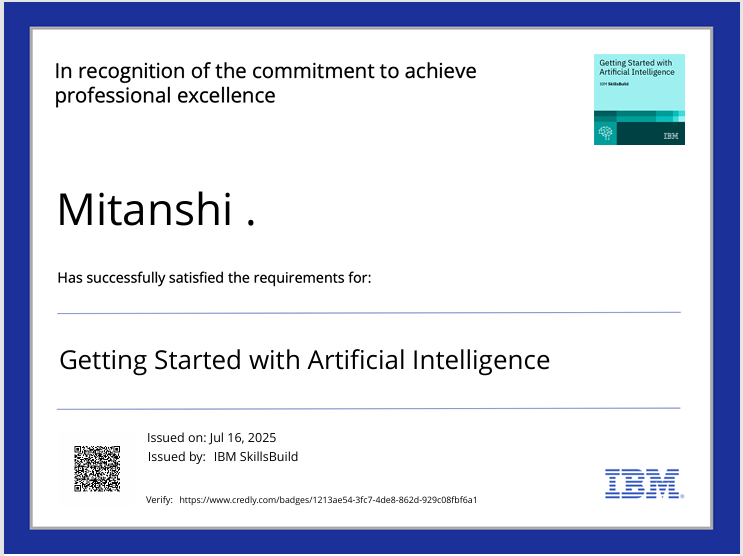 In recognition of the commitment to achieve
professional excellence
Getting Started with
Artificial Intelligence
IBM SkillsBuild
IBM
Mitanshi .
Has successfully satisfied the requirements for:
Getting Started with Artificial Intelligence
Issued on: Jul 16, 2025
Issued by: IBM SkillsBuild
Verify: https://www.credly.com/badges/1213ae54-3fc7-4de8-862d-929c08fbf6a1
IBM®